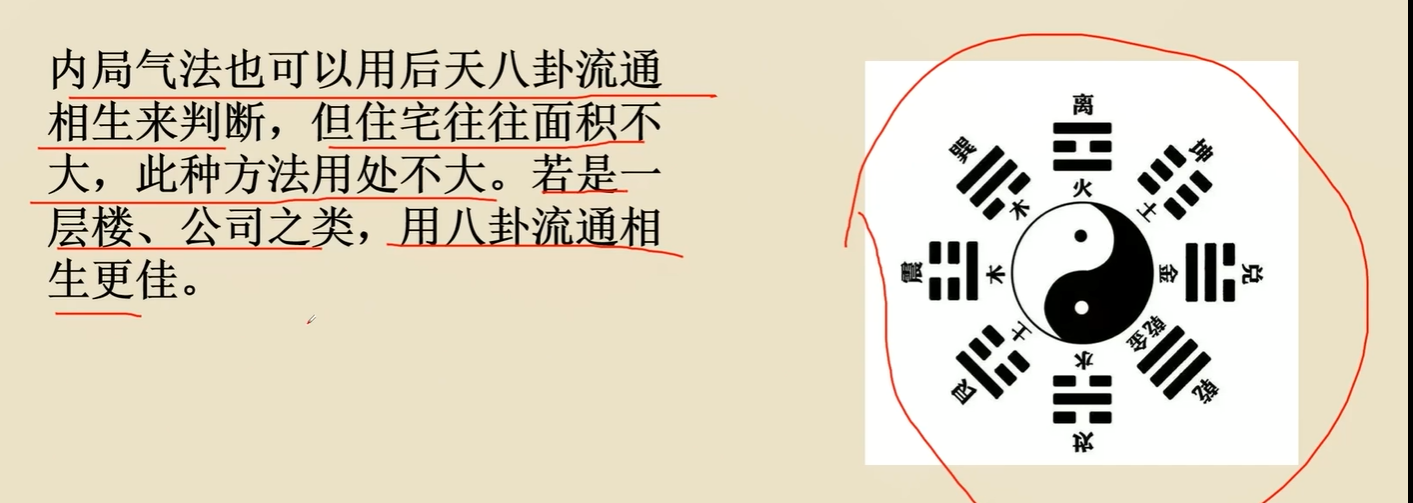 内局气法也可以用后天八卦流通
相生来判断，但住宅往往面积不
大，此种方法用处不大。若是一
层楼、公司之类，用八卦流通相
生更佳。
离
火
巽
木
坤
土
震
木
兑
金
艮
土
坎
水
乾
乾金